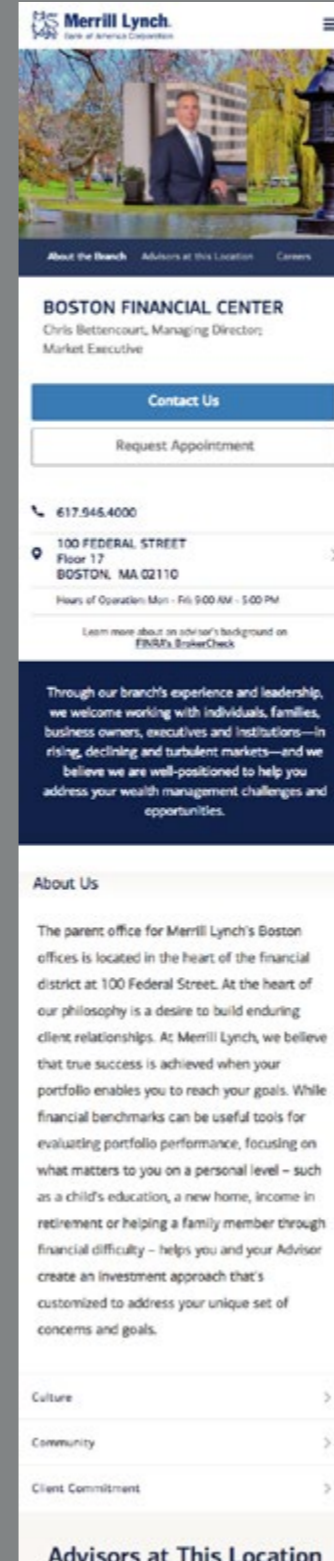 Merrill Lynch
Bank of America Corporation
About the Branch Advisors at this Location Careers
BOSTON FINANCIAL CENTER
Chris Bettencourt, Managing Director;
Market Executive
Contact Us
Request Appointment
617.946.4000
100 FEDERAL STREET
Floor 17
BOSTON, MA 02110
Hours of Operation: Mon - Fri: 9:00 AM - 5:00 PM
Learn more about an advisor's background on
FINRA's BrokerCheck
Through our branch's experience and leadership,
we welcome working with individuals, families,
business owners, executives and institutions—in
rising, declining and turbulent markets—and we
believe we are well-positioned to help you
address your wealth management challenges and
opportunities.
About Us
The parent office for Merrill Lynch's Boston
offices is located in the heart of the financial
district at 100 Federal Street. At the heart of
our philosophy is a desire to build enduring
client relationships. At Merrill Lynch, we believe
that true success is achieved when your
portfolio enables you to reach your goals. While
financial benchmarks can be useful tools for
evaluating portfolio performance, focusing on
what matters to you on a personal level – such
as a child's education, a new home, income in
retirement or helping a family member through
financial difficulty – helps you and your Advisor
create an investment approach that's
customized to address your unique set of
concerns and goals.
Culture
Community
Client Commitment
Advisors at This Location